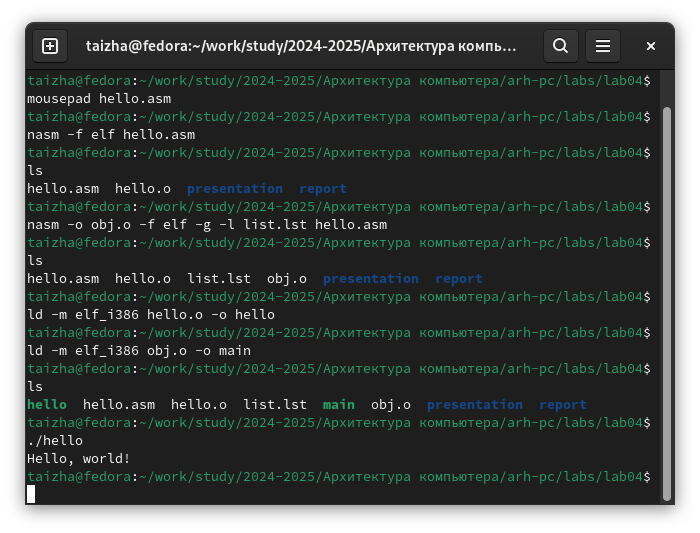 taizha@fedora:~/work/study/2024-2025/Архитектура компь...
taizha@fedora:~/work/study/2024-2025/Архитектура компьютера/arh-pc/labs/lab04$
mousepad hello.asm
taizha@fedora:~/work/study/2024-2025/Архитектура компьютера/arh-pc/labs/lab04$
nasm -f elf hello.asm
taizha@fedora:~/work/study/2024-2025/Архитектура компьютера/arh-pc/labs/lab04$
ls
hello.asm  hello.o  presentation  report
taizha@fedora:~/work/study/2024-2025/Архитектура компьютера/arh-pc/labs/lab04$
nasm -o obj.o -f elf -g -l list.lst hello.asm
taizha@fedora:~/work/study/2024-2025/Архитектура компьютера/arh-pc/labs/lab04$
ls
hello.asm  hello.o  list.lst  obj.o  presentation  report
taizha@fedora:~/work/study/2024-2025/Архитектура компьютера/arh-pc/labs/lab04$
ld -m elf_i386 hello.o -o hello
taizha@fedora:~/work/study/2024-2025/Архитектура компьютера/arh-pc/labs/lab04$
ld -m elf_i386 obj.o -o main
taizha@fedora:~/work/study/2024-2025/Архитектура компьютера/arh-pc/labs/lab04$
ls
hello  hello.asm  hello.o  list.lst  main  obj.o  presentation  report
taizha@fedora:~/work/study/2024-2025/Архитектура компьютера/arh-pc/labs/lab04$
./hello
Hello, world!
taizha@fedora:~/work/study/2024-2025/Архитектура компьютера/arh-pc/labs/lab04$